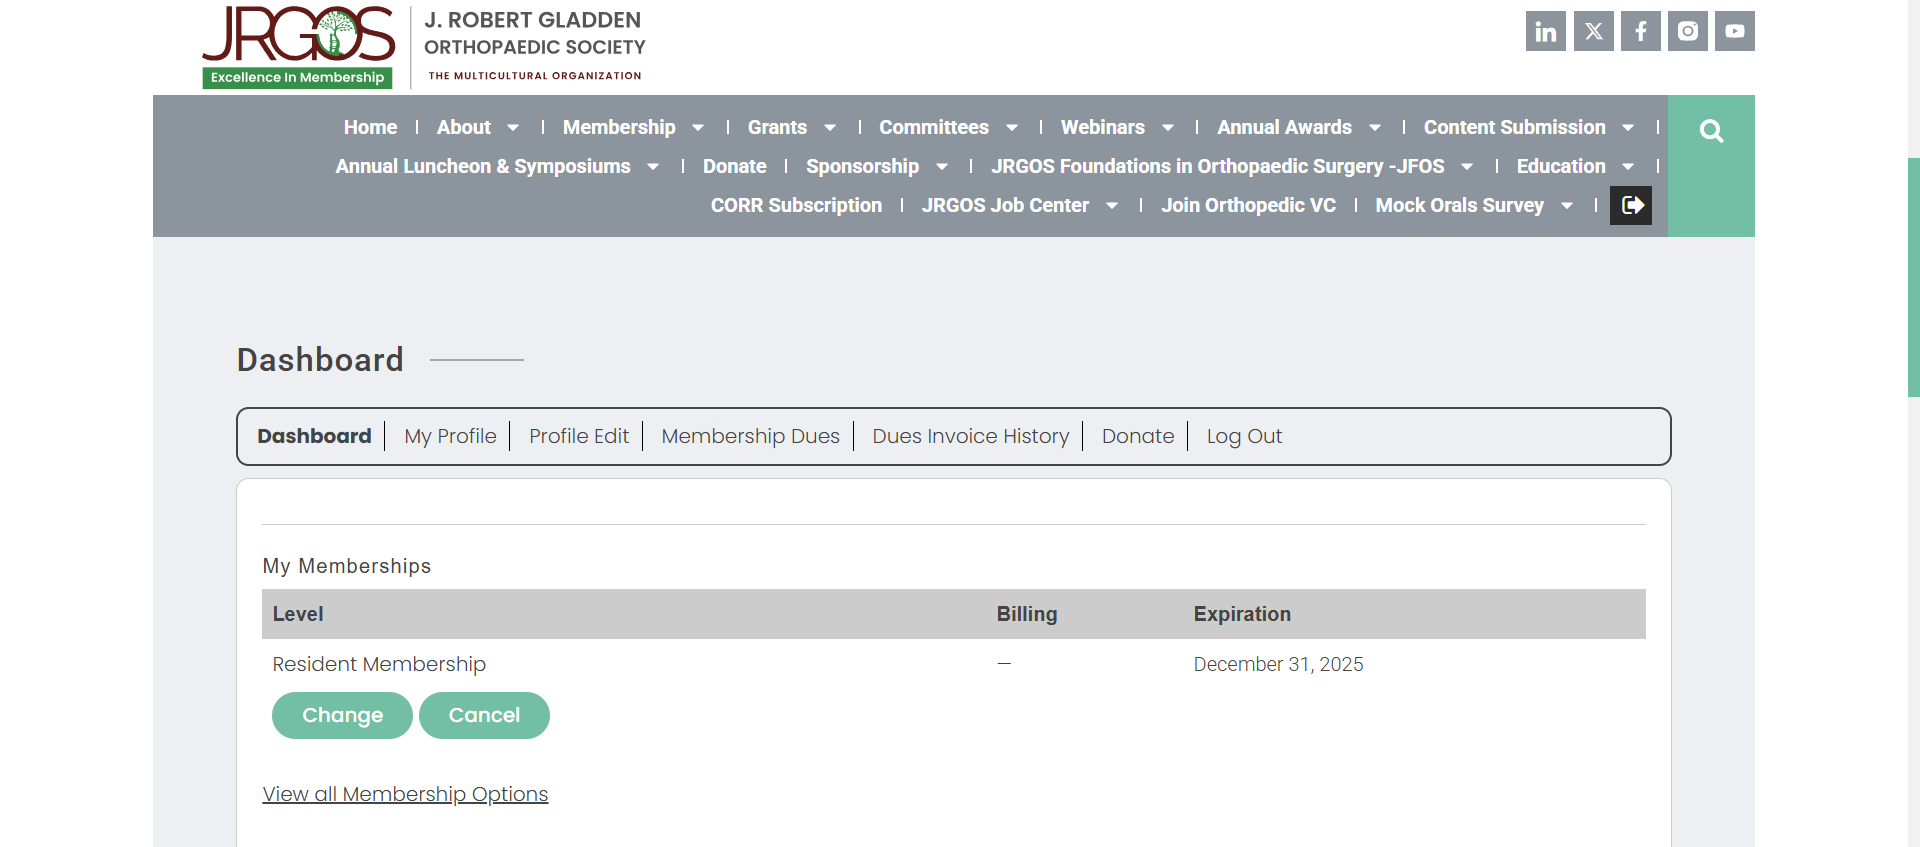 JRGOS
Excellence In Membership
J. ROBERT GLADDEN
ORTHOPAEDIC SOCIETY
THE MULTICULTURAL ORGANIZATION
Home | About | Membership | Grants | Committees | Webinars | Annual Awards | Content Submission |
Annual Luncheon & Symposiums | Donate | Sponsorship | JRGOS Foundations in Orthopaedic Surgery -JFOS | Education |
CORR Subscription | JRGOS Job Center | Join Orthopedic VC | Mock Orals Survey |
Dashboard
Dashboard | My Profile | Profile Edit | Membership Dues | Dues Invoice History | Donate | Log Out
My Memberships
Level Billing Expiration
Resident Membership — December 31, 2025
Change Cancel
View all Membership Options